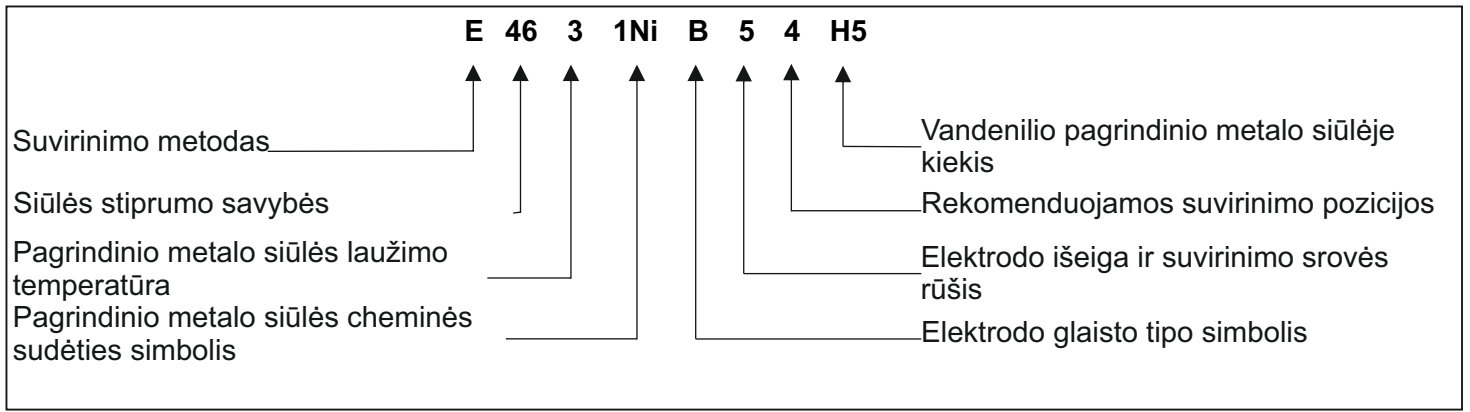 E 46 3 1Ni B 5 4 H5
Suvirinimo metodas
Siūlės stiprumo savybės
Pagrindinio metalo siūlės laužimo
temperatūra
Pagrindinio metalo siūlės cheminės
sudėties simbolis
Vandenilio pagrindinio metalo siūlėje
kiekis
Rekomenduojamos suvirinimo pozicijos
Elektrodo išeiga ir suvirinimo srovės
rūšis
Elektrodo glaisto tipo simbolis